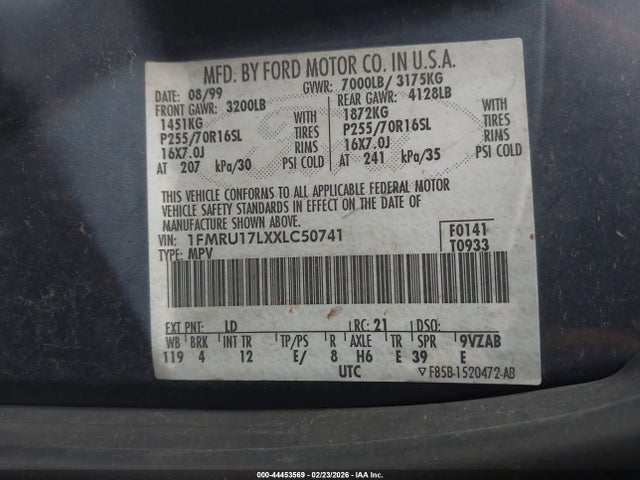 MFD. BY FORD MOTOR CO. IN U.S.A.
DATE: 08/99 GVWR: 7000LB/ 3175KG
FRONT GAWR: 3200LB REAR GAWR: 4128LB
1451KG WITH 1872KG WITH
P255/70R16SL TIRES P255/70R16SL TIRES
16X7.0J RIMS 16X7.0J RIMS
AT 207 kPa/30 PSI COLD AT 241 kPa/35 PSI COLD
THIS VEHICLE CONFORMS TO ALL APPLICABLE FEDERAL MOTOR
VEHICLE SAFETY STANDARDS IN EFFECT ON THE DATE OF
MANUFACTURE SHOWN ABOVE.
VIN: 1FMRU17LXXLC50741 F0141
TYPE: MPV T0933
EXT PNT: LD RC: 21 DSO:
WB BRK INT TR TP/PS R AXLE TR SPR 9VZAB
119 4 12 E/ 8 H6 E 39 E
UTC ▽ F85B-1520472-AB
000-44453569 - 02/23/2026 - IAA Inc.